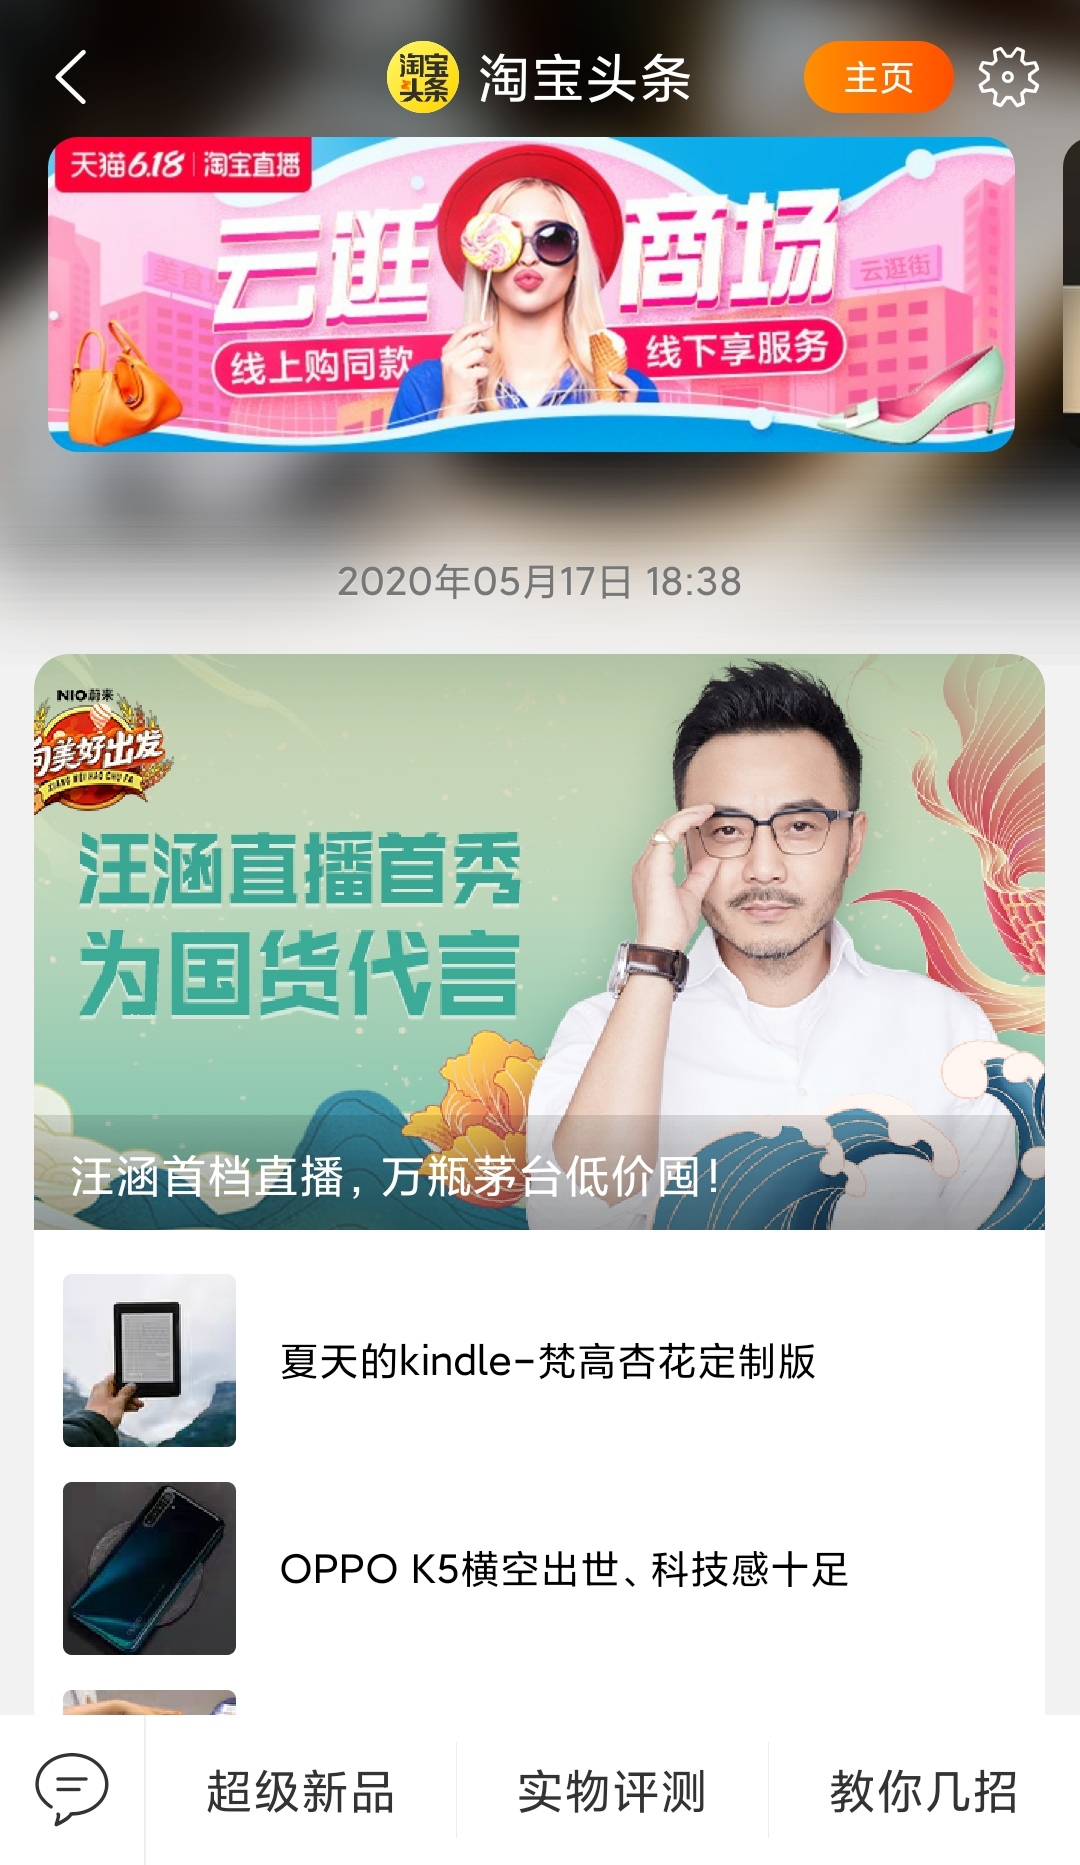 淘宝头条
淘宝头条
主页
天猫6.18 淘宝直播
云逛商场
云逛街
线上购同款
线下享服务
2020年05月17日 18:38
NIO蔚来
向美好出发
XIANG MEI HAO CHU FA
汪涵直播首秀
为国货代言
汪涵首档直播，万瓶茅台低价囤！
夏天的kindle-梵高杏花定制版
OPPO K5横空出世、科技感十足
超级新品
实物评测
教你几招